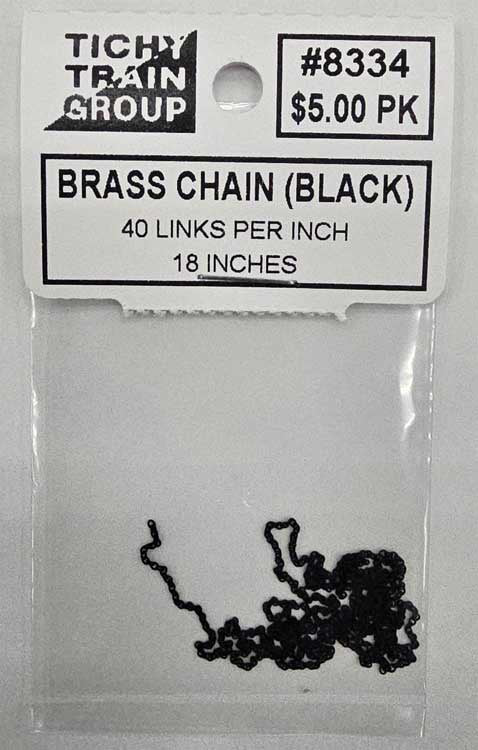 TICHY
TRAIN
GROUP
#8334
$5.00 PK
BRASS CHAIN (BLACK)
40 LINKS PER INCH
18 INCHES